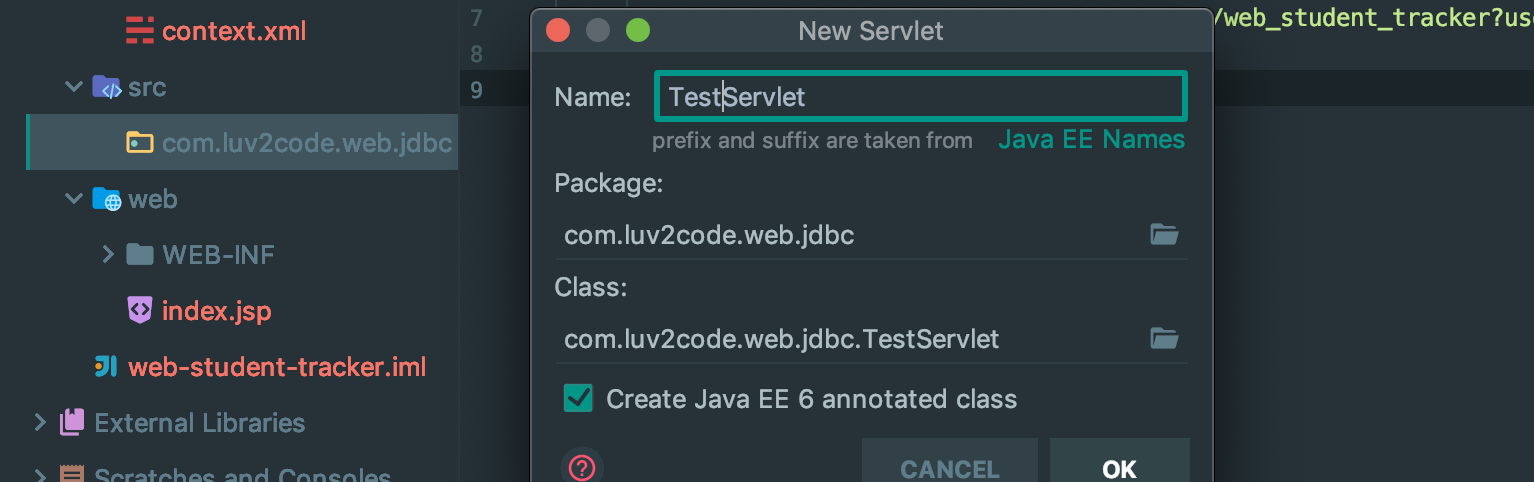 context.xml
src
com.luv2code.web.jdbc
web
WEB-INF
index.jsp
web-student-tracker.iml
External Libraries
Scratches and Consoles
7
8
9
/web_student_tracker?use
New Servlet
Name: TestServlet
prefix and suffix are taken from Java EE Names
Package:
com.luv2code.web.jdbc
Class:
com.luv2code.web.jdbc.TestServlet
Create Java EE 6 annotated class
? CANCEL OK